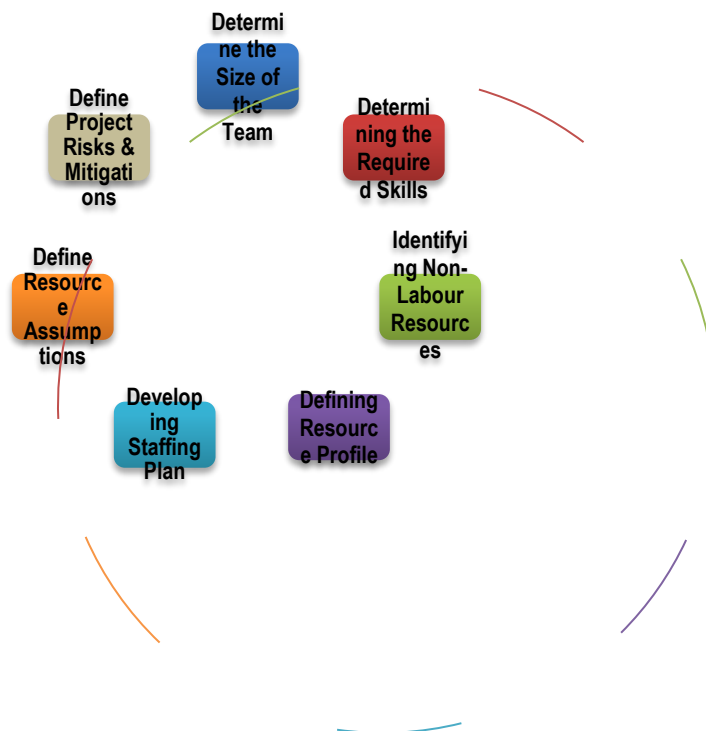 Determi
ne the
Size of
the
Team
Determi
ning the
Require
d Skills
Identifyi
ng Non-
Labour
Resourc
es
Defining
Resourc
e Profile
Develop
ing
Staffing
Plan
Define
Resourc
e
Assump
tions
Define
Project
Risks &
Mitigati
ons